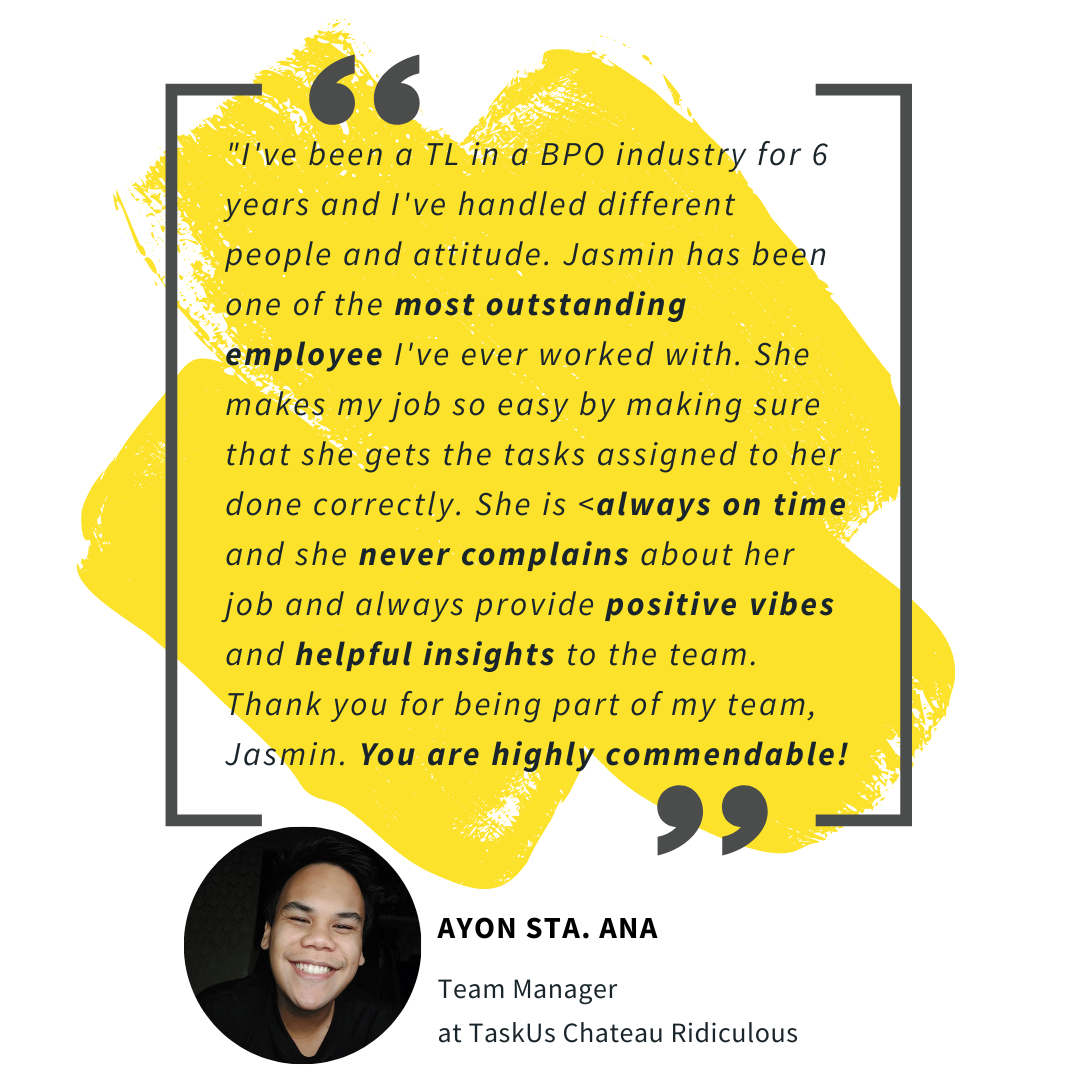 "I've been a TL in a BPO industry for 6
years and I've handled different
people and attitude. Jasmin has been
one of the most outstanding
employee I've ever worked with. She
makes my job so easy by making sure
that she gets the tasks assigned to her
done correctly. She is <always on time
and she never complains about her
job and always provide positive vibes
and helpful insights to the team.
Thank you for being part of my team,
Jasmin. You are highly commendable!
AYON STA. ANA
Team Manager
at TaskUs Chateau Ridiculous